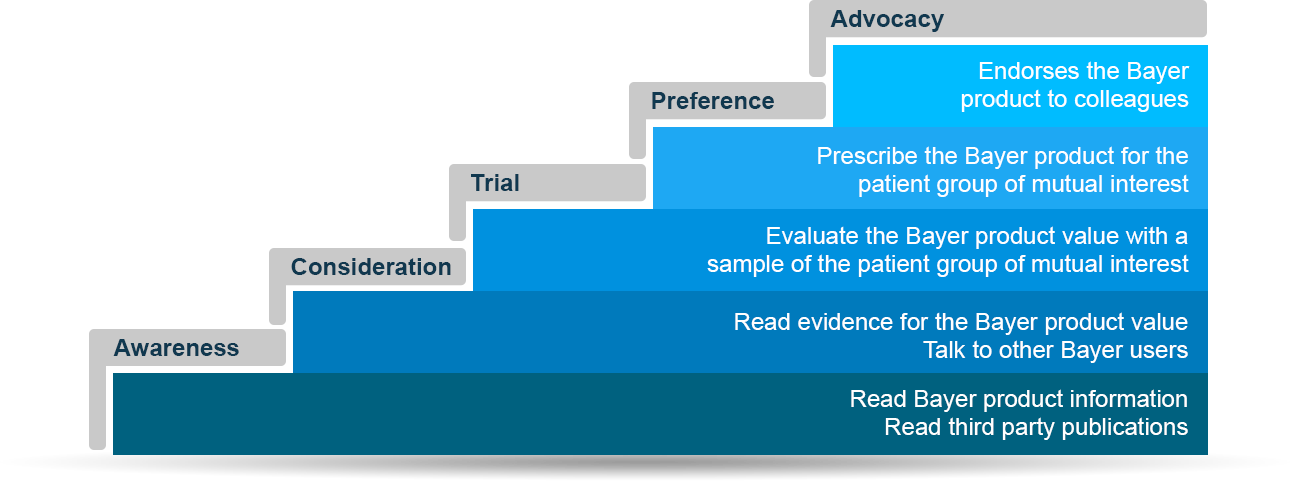 Advocacy
Endorses the Bayer
product to colleagues
Preference
Prescribe the Bayer product for the
patient group of mutual interest
Trial
Evaluate the Bayer product value with a
sample of the patient group of mutual interest
Consideration
Read evidence for the Bayer product value
Talk to other Bayer users
Awareness
Read Bayer product information
Read third party publications